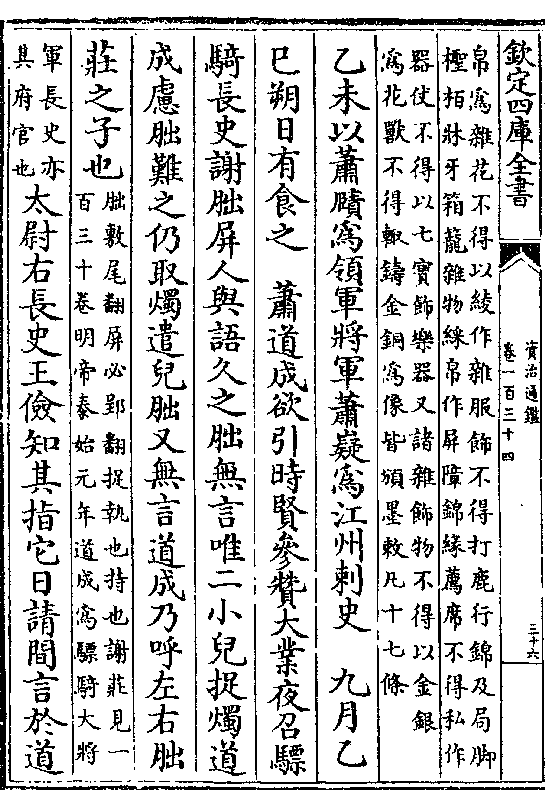 欽定四庫全書
資治通鑑
卷一百三十四
三十六
帛爲雜花不得以綾作雜服飾不得打鹿行錦及局脚
檉栢牀牙箱籠雜物綵帛作屏障錦緣薦席不得私作
器仗不得以七寳飾樂器又諸雜飾物不得以金銀
爲花獸不得輙鑄金銅爲像皆頒墨敕凡十七條
乙未以蕭賾爲領軍將軍蕭嶷爲江州刺史　九月乙
巳朔日有食之　蕭道成欲引時賢參贊大業夜召驃
騎長史謝朏屏人與語久之朏無言唯二小兒捉燭道
成慮朏難之仍取燭遣兒朏又無言道成乃呼左右朏
莊之子也
朏敷尾翻屏必郢翻捉執也持也謝莊見一
百三十卷明帝泰始元年道成爲驃騎大將
軍長史亦
其府官也
太尉右長史王儉知其指它日請間言於道